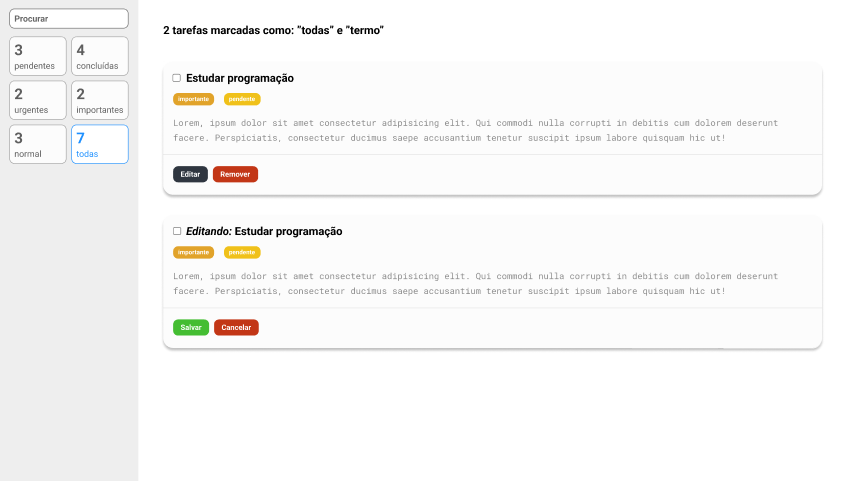 Procurar
3
pendentes
4
concluídas
2
urgentes
2
importantes
3
normal
7
todas
2 tarefas marcadas como: "todas" e "termo"
Estudar programação
importante pendente
Lorem, ipsum dolor sit amet consectetur adipisicing elit. Qui commodi nulla corrupti in debitis cum dolorem deserunt
facere. Perspiciatis, consectetur ducimus saepe accusantium tenetur suscipit ipsum labore quisquam hic ut!
Editar Remover
Editando: Estudar programação
importante pendente
Lorem, ipsum dolor sit amet consectetur adipisicing elit. Qui commodi nulla corrupti in debitis cum dolorem deserunt
facere. Perspiciatis, consectetur ducimus saepe accusantium tenetur suscipit ipsum labore quisquam hic ut!
Salvar Cancelar